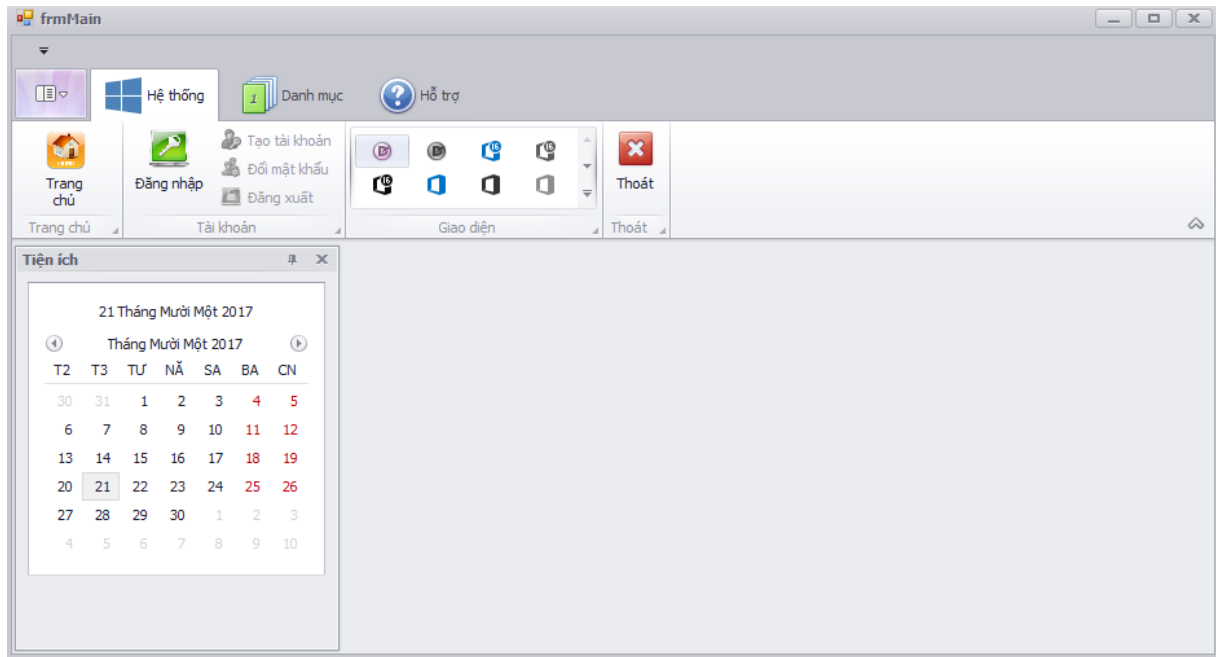 frmMain
Hệ thống
1 Danh mục
? Hỗ trợ
Trang chủ
Đăng nhập
Tạo tài khoản
Đổi mật khẩu
Đăng xuất
Thoát
Trang chủ
Tài khoản
Giao diện
Thoát
Tiện ích
21 Tháng Mười Một 2017
Tháng Mười Một 2017
T2 T3 TƯ NĂ SA BA CN
30 31 1 2 3 4 5
6 7 8 9 10 11 12
13 14 15 16 17 18 19
20 21 22 23 24 25 26
27 28 29 30 1 2 3
4 5 6 7 8 9 10